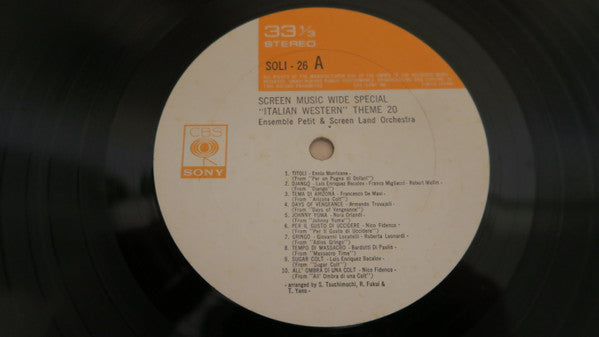 33 1/3
STEREO
SOLI - 26 A
SCREEN MUSIC WIDE SPECIAL
"ITALIAN WESTERN" THEME 20
Ensemble Petit & Screen Land Orchestra
CBS
SONY
1. TITOLI - Ennio Morricone -
(From "Per un Pugno di Dollari")
2. DJANGO - Luis Enriquez Bacalov - Franco Migliacci - Robert Mellin -
(From "Django")
3. TEMA DI ARIZONA - Francesco De Masi -
(From "Arizona Colt")
4. DAYS OF VENGEANCE - Armando Trovajoli -
(From "Days of Vengeance")
5. JOHNNY YUMA - Nora Orlandi -
(From "Johnny Yuma")
6. PER IL GUSTO DI UCCIDERE - Nico Fidenco -
(From "Per il Gusto di Uccidere")
7. GRINGO - Giovanni Lonatelli - Roberta Leonardi -
(From "Adios Gringo")
8. TEMPO DI MASSACRO - Bardotti Di Paulin -
(From "Massacro Time")
9. SUGAR COLT - Luis Enriquez Bacalov -
(From "Sugar Colt")
10. ALL' OMBRA DI UNA COLT - Nico Fidenco -
(From "All' Ombra di una Colt")
- arranged by S. Tsuchimochi, R. Fukui &
T. Yano -